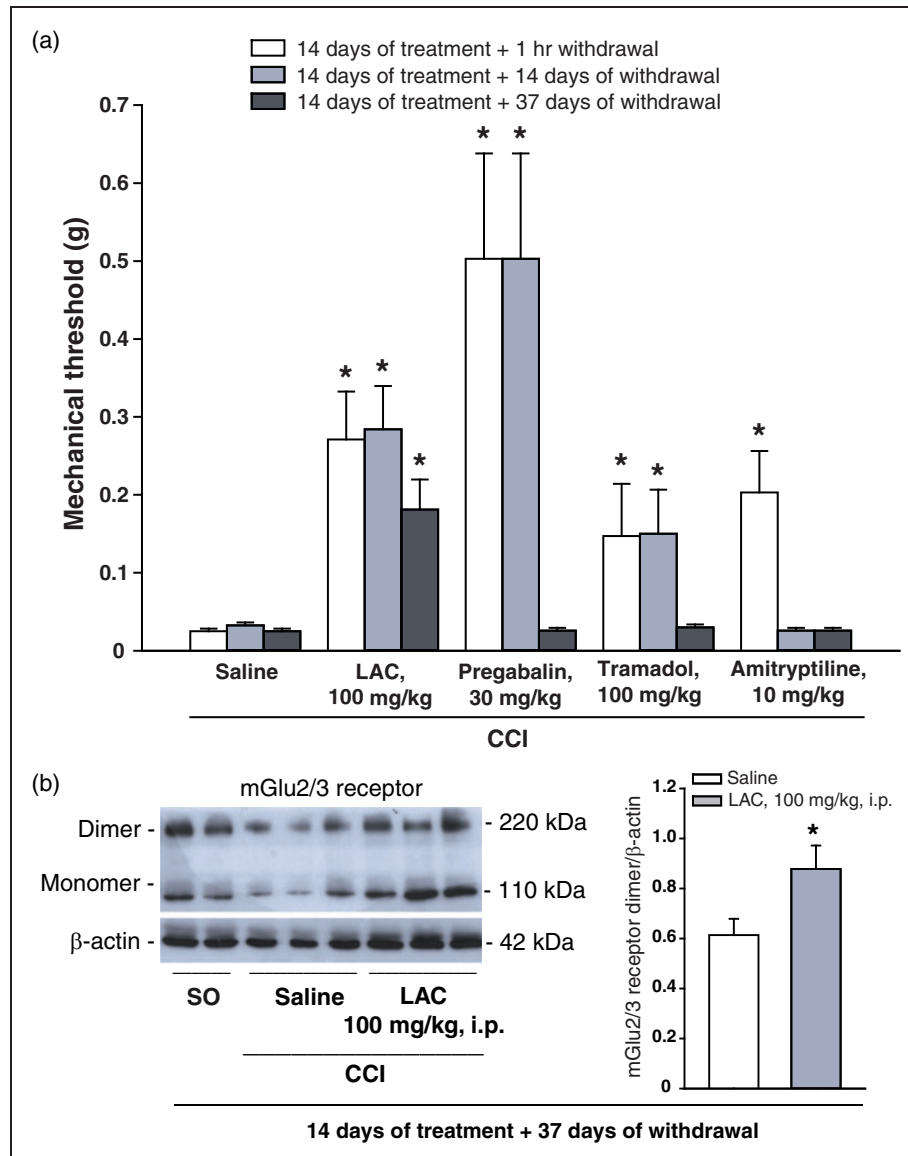 (a)
14 days of treatment + 1 hr withdrawal
14 days of treatment + 14 days of withdrawal
14 days of treatment + 37 days of withdrawal
Mechanical threshold (g)
0.7
0.6
0.5
0.4
0.3
0.2
0.1
0
* * * * * * * *
Saline
LAC,
100 mg/kg
Pregabalin,
30 mg/kg
Tramadol,
100 mg/kg
Amitryptiline,
10 mg/kg
CCI
(b)
mGlu2/3 receptor
Dimer -
- 220 kDa
Monomer -
- 110 kDa
β-actin -
- 42 kDa
SO
Saline
LAC
100 mg/kg, i.p.
CCI
Saline
LAC, 100 mg/kg, i.p.
mGlu2/3 receptor dimer/β-actin
1.2
1.0
0.8
0.6
0.4
0.2
0
*
14 days of treatment + 37 days of withdrawal